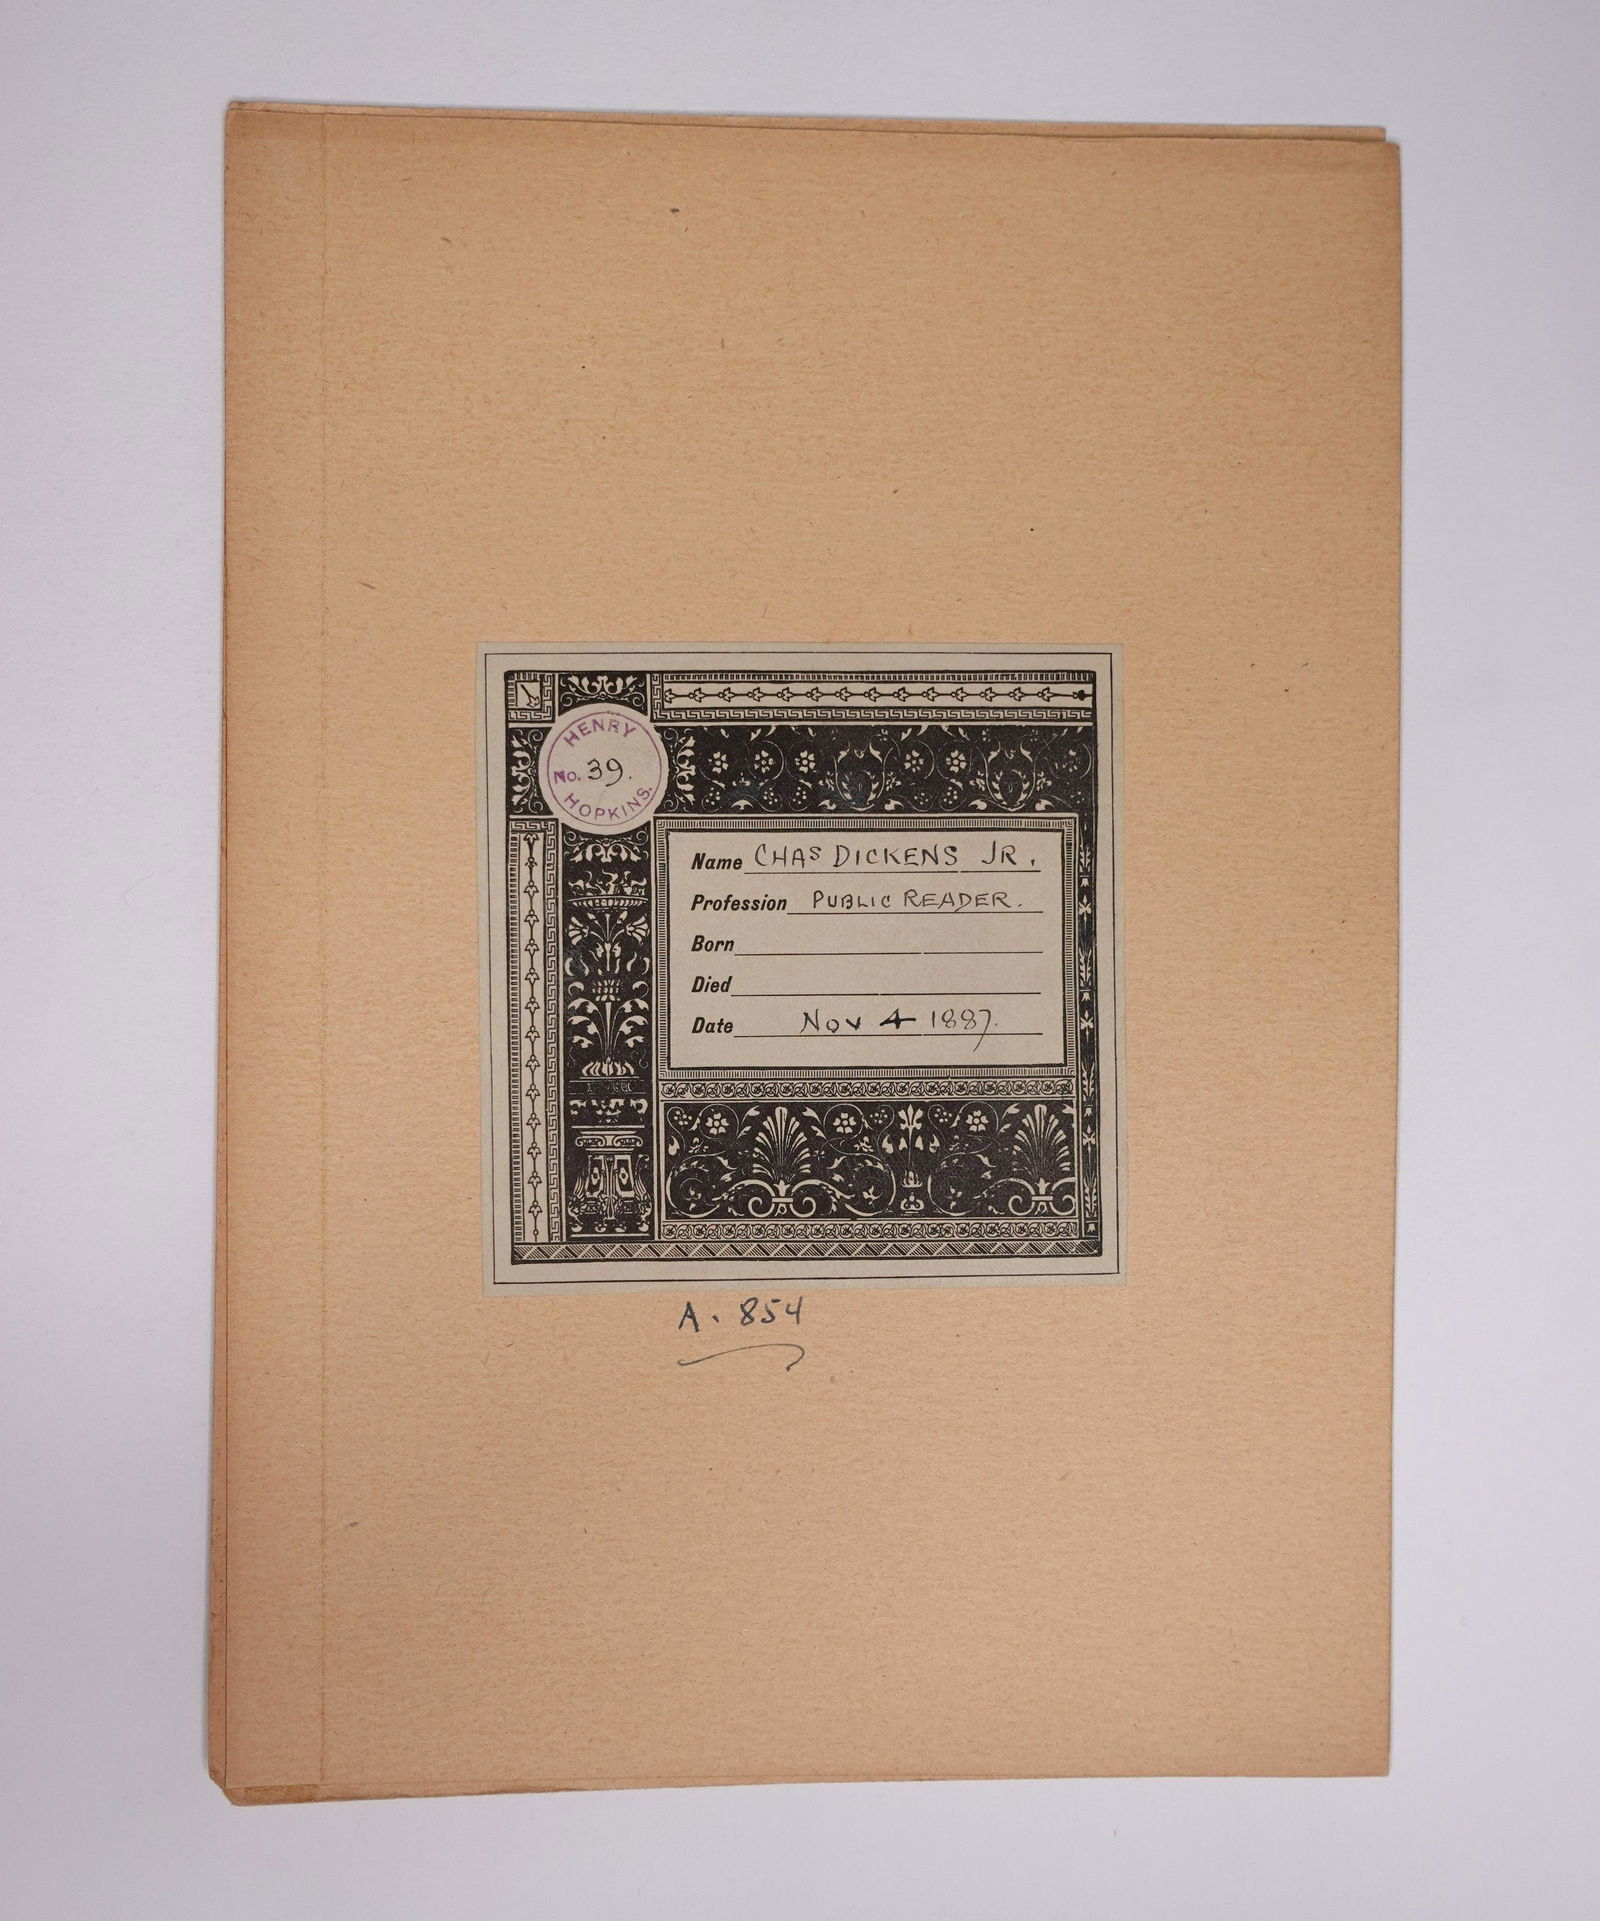 HENRY
No. 39.
HOPKINS.
Name CHAS DICKENS JR.
Profession PUBLIC READER.
Born
Died
Date Nov 4 1887.
A. 854